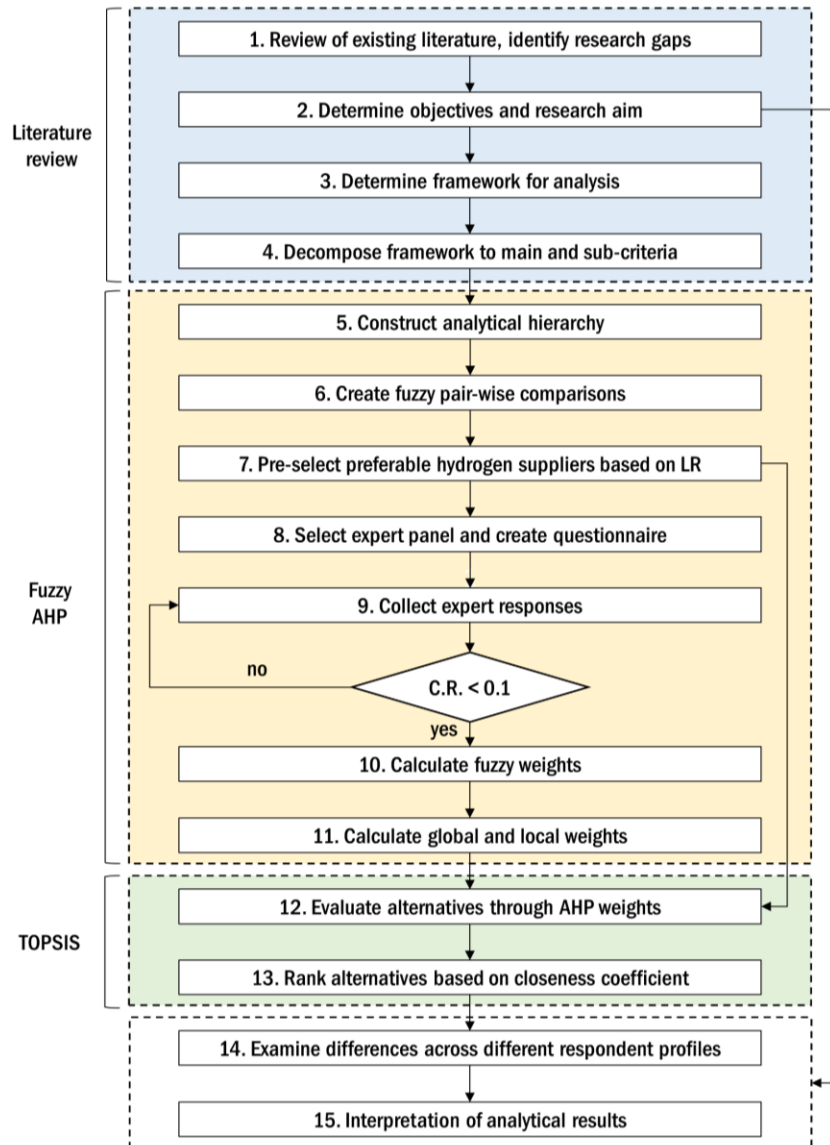 Literature
review
1. Review of existing literature, identify research gaps
2. Determine objectives and research aim
3. Determine framework for analysis
4. Decompose framework to main and sub-criteria
Fuzzy
AHP
5. Construct analytical hierarchy
6. Create fuzzy pair-wise comparisons
7. Pre-select preferable hydrogen suppliers based on LR
8. Select expert panel and create questionnaire
9. Collect expert responses
no
C.R. < 0.1
yes
10. Calculate fuzzy weights
11. Calculate global and local weights
TOPSIS
12. Evaluate alternatives through AHP weights
13. Rank alternatives based on closeness coefficient
14. Examine differences across different respondent profiles
15. Interpretation of analytical results